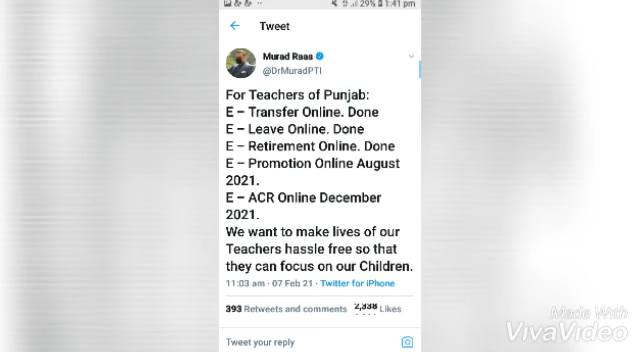 29% 1:41 pm
Tweet
Murad Raas
@DrMuradPTI
For Teachers of Punjab:
E – Transfer Online. Done
E – Leave Online. Done
E – Retirement Online. Done
E – Promotion Online August
2021.
E – ACR Online December
2021.
We want to make lives of our
Teachers hassle free so that
they can focus on our Children.
11:03 am · 07 Feb 21 · Twitter for iPhone
393 Retweets and comments 2,338 Likes
Tweet your reply
Made With
VivaVideo